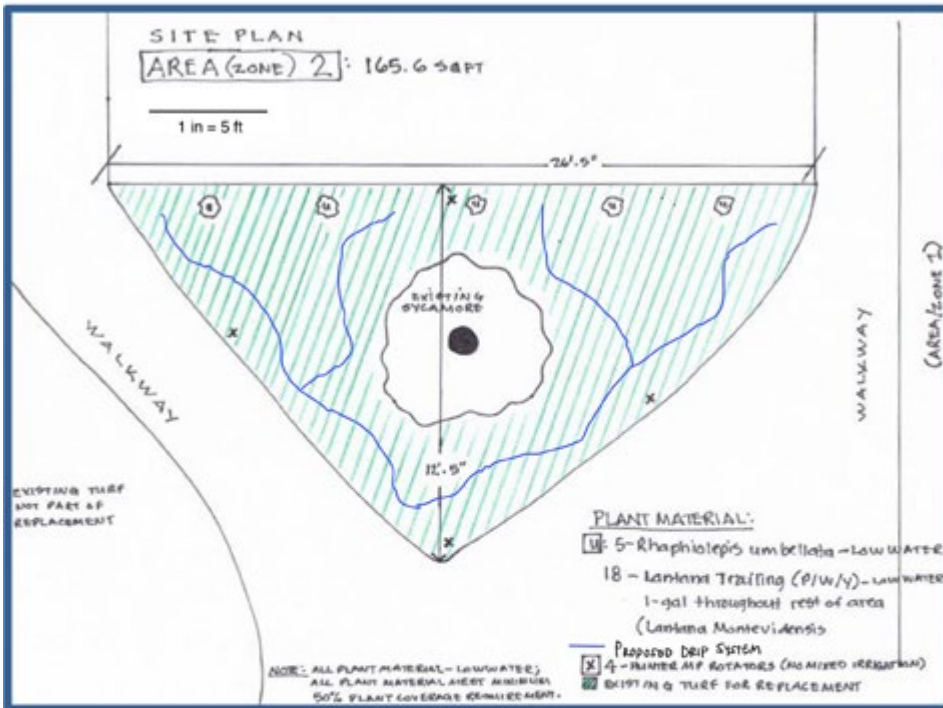 SITE PLAN
AREA (ZONE) 2: 165.6 SQFT
1 in = 5 ft
26'.5"
u
u
u
u
x
EXISTING
SYCAMORE
x
x
WALKWAY
WALKWAY
(AREA/ZONE 1)
12'.5"
x
EXISTING TURF
NOT PART OF
REPLACEMENT
PLANT MATERIAL:
u: 5-Rhaphiolepis umbellata-LOW WATER
18-Lantana Trailing (P/W/Y)-LOW WATER
1-gal throughout rest of area
(Lantana Montevidensis
PROPOSED DRIP SYSTEM
x 4-HUNTER MP ROTATORS (NO MIXED IRRIGATION)
EXISTING TURF FOR REPLACEMENT
NOTE: ALL PLANT MATERIAL-LOW WATER;
ALL PLANT MATERIAL MEET MINIMUM
50% PLANT COVERAGE REQUIREMENT.